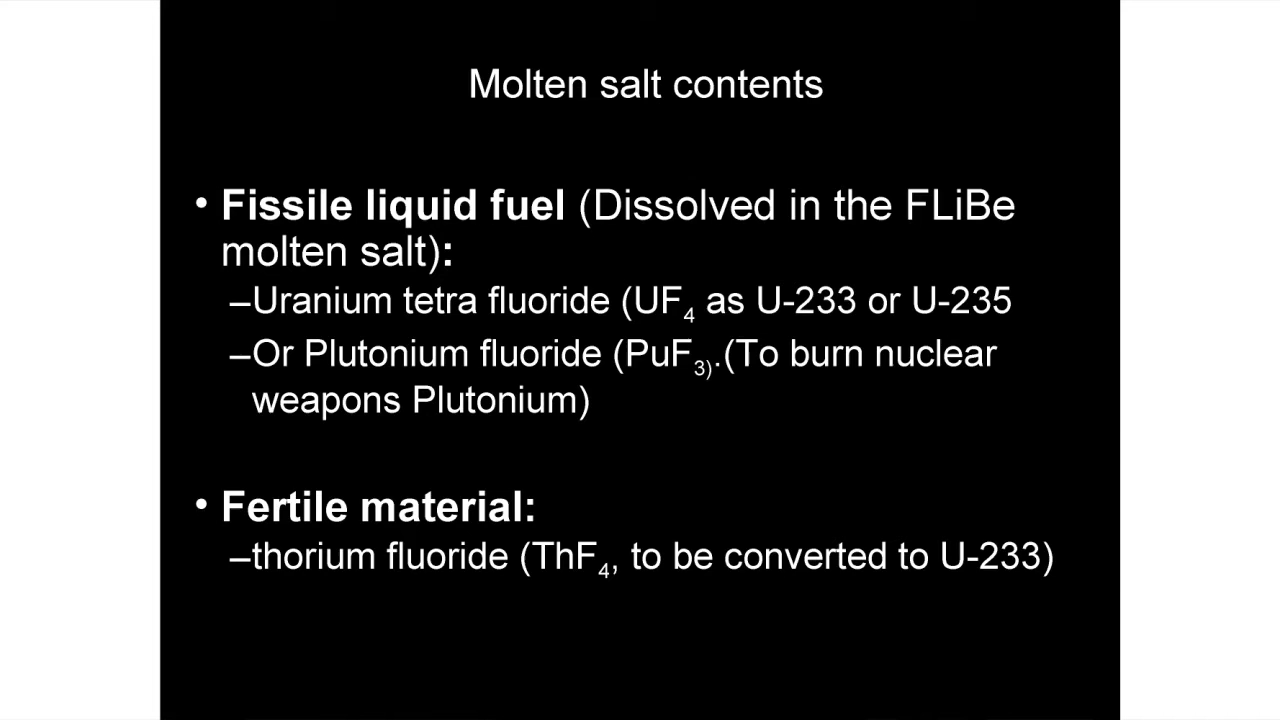 Molten salt contents
• Fissile liquid fuel (Dissolved in the FLiBe
molten salt):
–Uranium tetra fluoride (UF4 as U-233 or U-235
–Or Plutonium fluoride (PuF3).(To burn nuclear
weapons Plutonium)
• Fertile material:
–thorium fluoride (ThF4, to be converted to U-233)